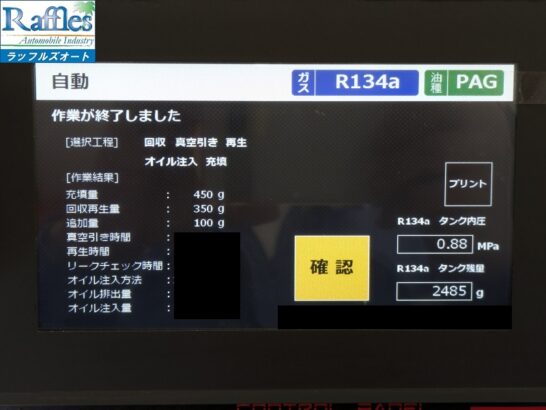 Raffles
Automobile Industry
ラッフルズオート
自動
ガス R134a 油種 PAG
作業が終了しました
[選択工程] 回収 真空引き 再生
オイル注入 充填
[作業結果]
充填量 : 450 g
回収再生量 : 350 g
追加量 : 100 g
真空引き時間 :
再生時間 :
リークチェック時間 :
オイル注入方法 :
オイル排出量 :
オイル注入量 :
確認
プリント
R134a タンク内圧
0.88 MPa
R134a タンク残量
2485 g
CONTROL PANEL